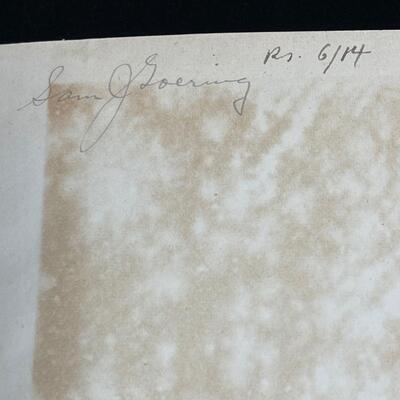 Sam J Goering
Rs. 6/14